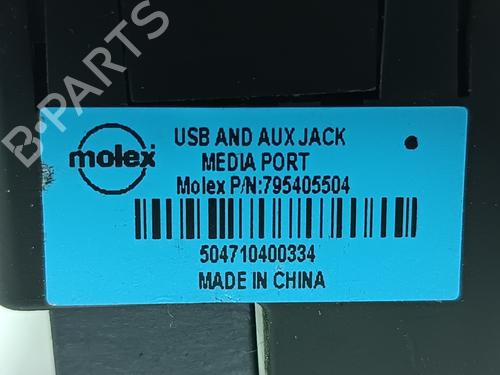 B-PARTS
molex
USB AND AUX JACK
MEDIA PORT
Molex P/N:795405504
504710400334
MADE IN CHINA